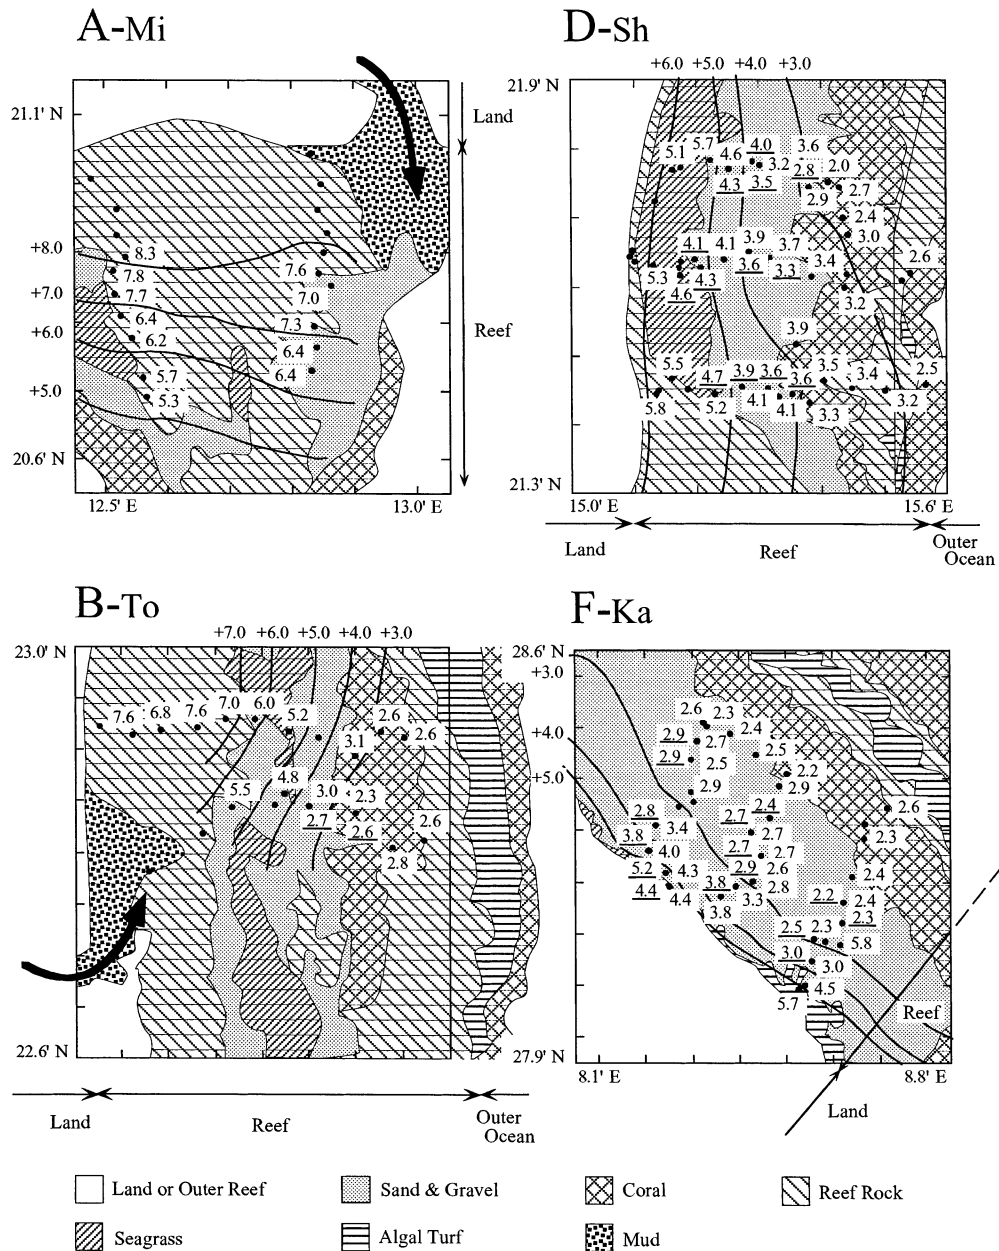 A-Mi
21.1' N
+8.0
+7.0
+6.0
+5.0
20.6' N
12.5' E
13.0' E
Land
Reef
8.3
7.8
7.7
6.4
6.2
5.7
5.3
7.6
7.0
7.3
6.4
6.4
D-Sh
+6.0 +5.0 +4.0 +3.0
21.9' N
5.1 5.7 4.6 4.0 3.2 3.6
4.3 3.5 2.8 2.0
2.9 2.7
2.4
3.0
4.1 4.1 3.9 3.7 3.4 2.6
5.3 4.3 3.6 3.3
4.6 3.2
3.9
5.5 4.7 3.9 3.6 3.6 3.5 3.4 2.5
5.8 5.2 4.1 4.1 3.3 3.2
21.3' N
15.0' E
15.6' E
Land
Reef
Outer
Ocean
B-To
+7.0 +6.0 +5.0 +4.0 +3.0
23.0' N
7.6 6.8 7.6 7.0 6.0 5.2 2.6 2.6
3.1
4.8
5.5 3.0 2.3
2.7 2.6 2.6
2.8
22.6' N
Land
Reef
Outer
Ocean
F-Ka
28.6' N
+3.0
+4.0
+5.0
2.6 2.3
2.9 2.7 2.4
2.9 2.5 2.5
2.2
2.9 2.9
2.8 2.7 2.4 2.6
3.8 3.4 2.7 2.3
4.0 2.7 2.7
5.2 4.3 2.9 2.6 2.4
4.4 4.4 3.8 3.3 2.8
3.8 2.2 2.4
2.5 2.3 2.3
3.0 5.8
3.0
5.7 4.5
Reef
27.9' N
8.1' E
8.8' E
Land
Land or Outer Reef
Sand & Gravel
Coral
Reef Rock
Seagrass
Algal Turf
Mud